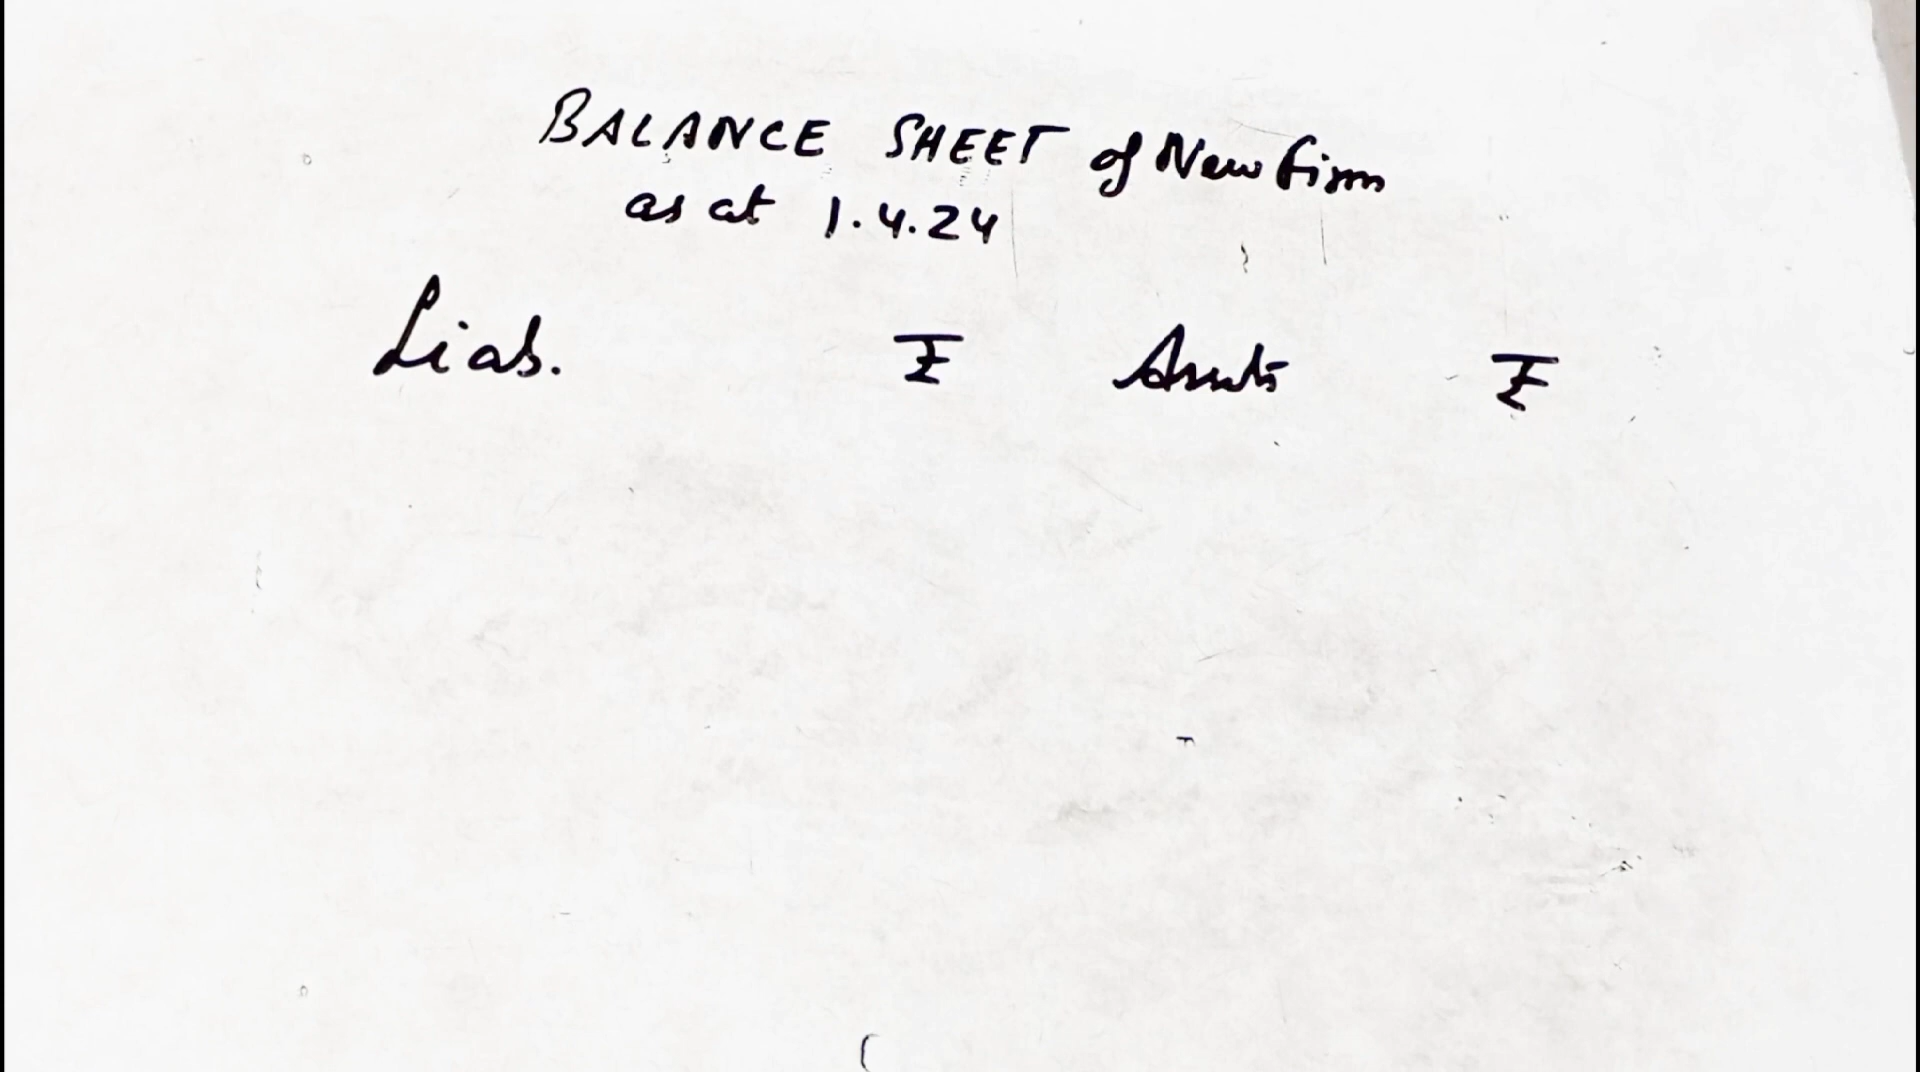 BALANCE SHEET of New firm
as at 1.4.24
Liab. ₹ Assets ₹